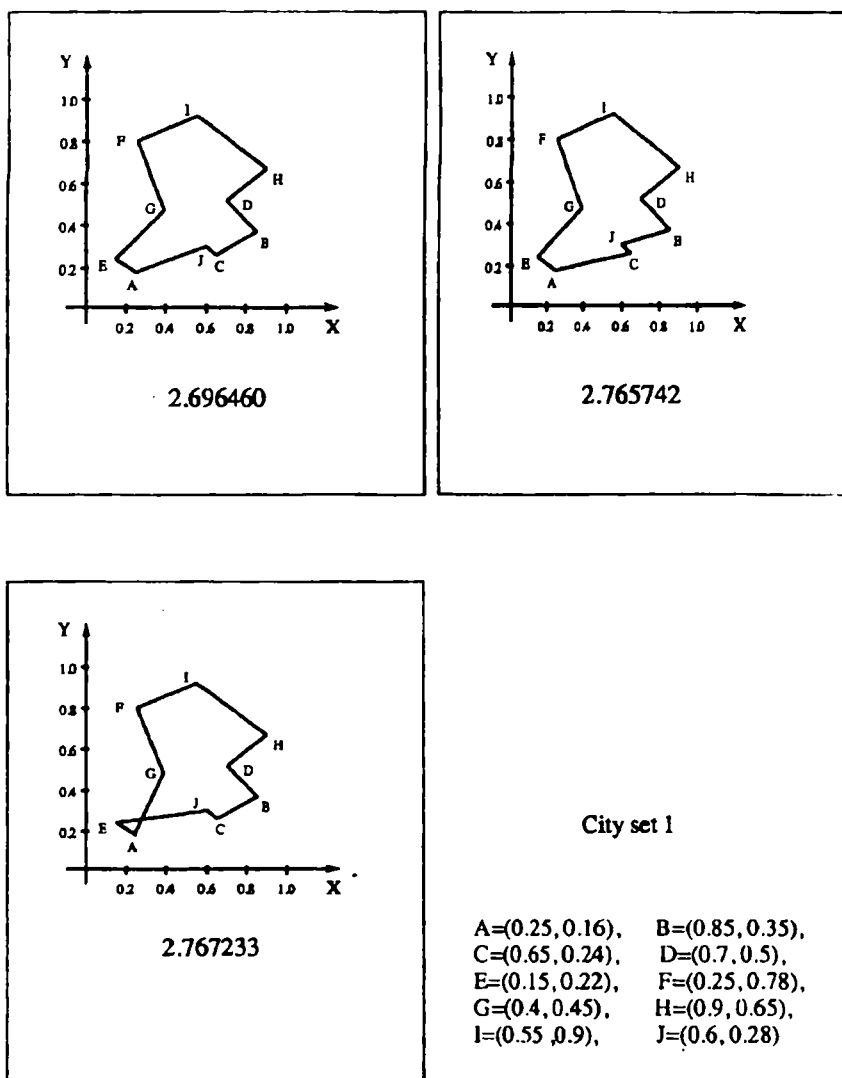 Y
1.0
I
F
0.8
H
0.6
G
D
0.4
B
E
J
C
0.2
A
0.2 0.4 0.6 0.8 1.0 X
2.696460
Y
1.0
I
F
0.8
H
0.6
G
D
0.4
J
B
E
C
0.2
A
0.2 0.4 0.6 0.8 1.0 X
2.765742
Y
1.0
I
F
0.8
H
0.6
G
D
0.4
J
B
E
C
0.2
A
0.2 0.4 0.6 0.8 1.0 X
2.767233
City set 1
A=(0.25, 0.16), B=(0.85, 0.35),
C=(0.65, 0.24), D=(0.7, 0.5),
E=(0.15, 0.22), F=(0.25, 0.78),
G=(0.4, 0.45), H=(0.9, 0.65),
I=(0.55 ,0.9), J=(0.6, 0.28)